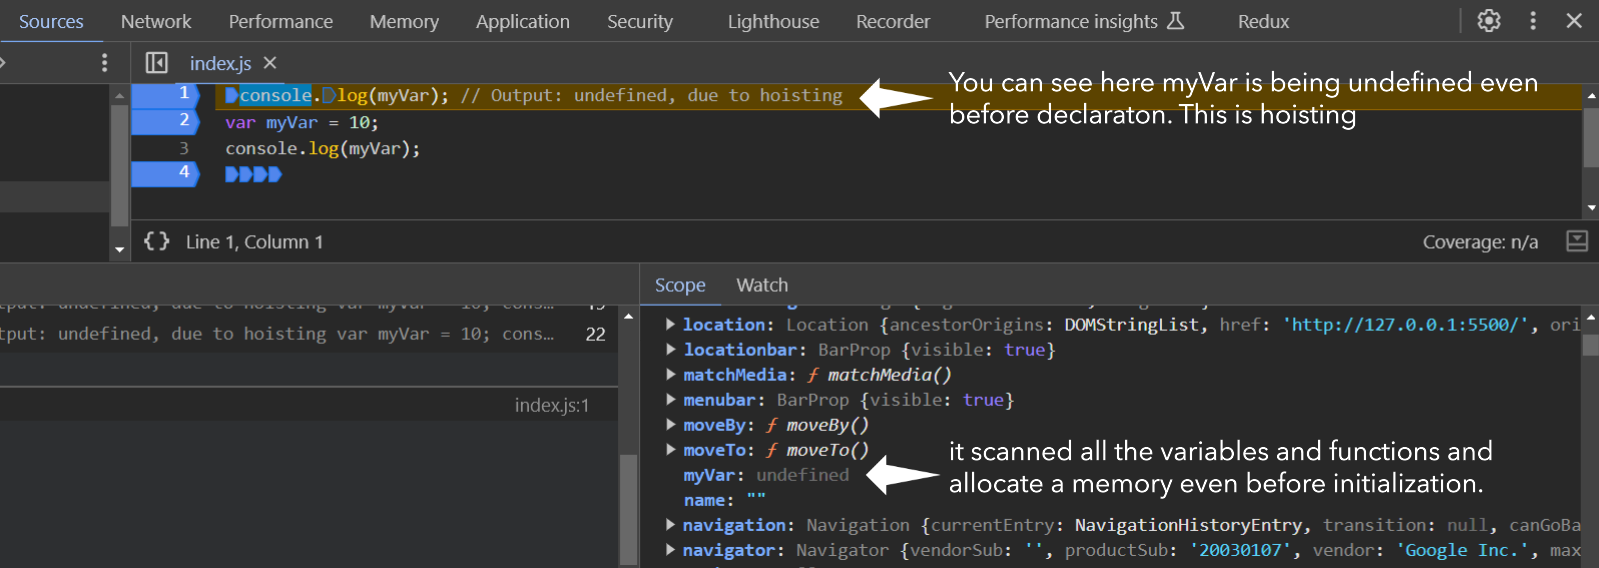 Sources Network Performance Memory Application Security Lighthouse Recorder Performance insights Redux
index.js
1 console.log(myVar); // Output: undefined, due to hoisting
You can see here myVar is being undefined even
before declaraton. This is hoisting
2 var myVar = 10;
3 console.log(myVar);
4
{} Line 1, Column 1 Coverage: n/a
Scope Watch
location: Location {ancestorOrigins: DOMStringList, href: 'http://127.0.0.1:5500/', ori
tput: undefined, due to hoisting var myVar = 10; cons… 22
locationbar: BarProp {visible: true}
matchMedia: ƒ matchMedia()
menubar: BarProp {visible: true}
index.js:1
moveBy: ƒ moveBy()
moveTo: ƒ moveTo()
myVar: undefined
it scanned all the variables and functions and
allocate a memory even before initialization.
name: ""
navigation: Navigation {currentEntry: NavigationHistoryEntry, transition: null, canGoBa
navigator: Navigator {vendorSub: '', productSub: '20030107', vendor: 'Google Inc.', max